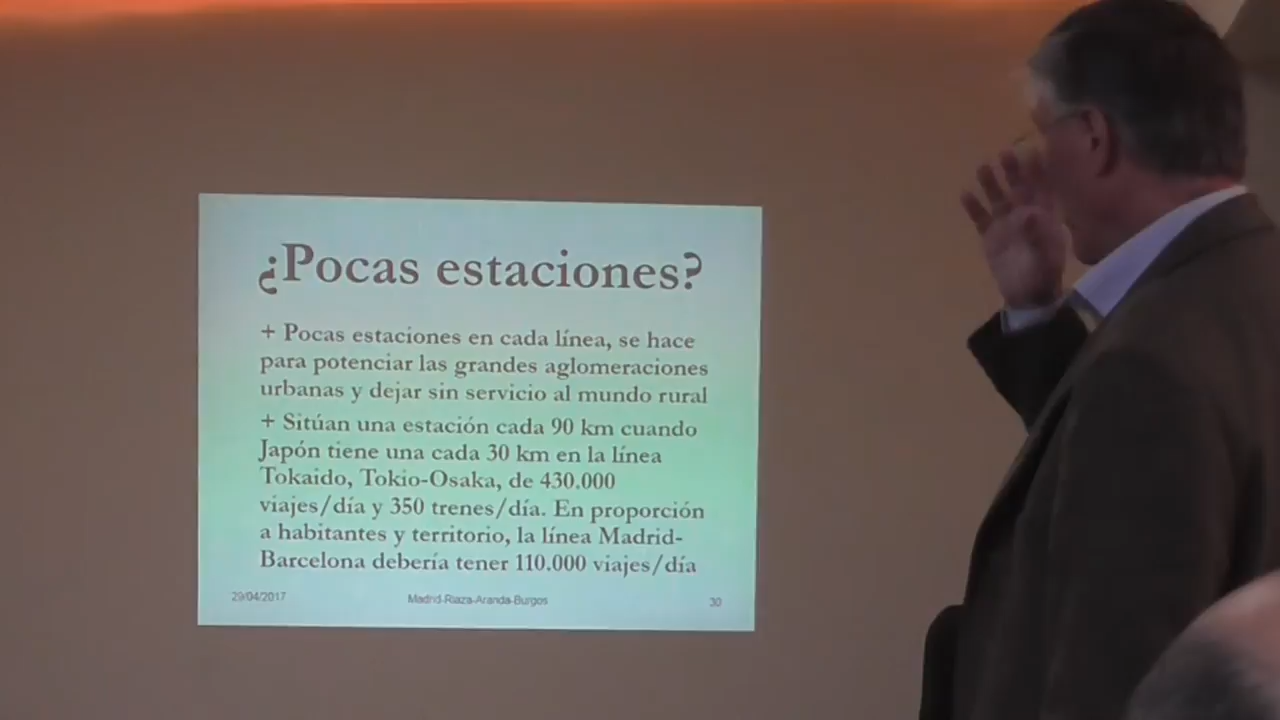 ¿Pocas estaciones?
+ Pocas estaciones en cada línea, se hace
para potenciar las grandes aglomeraciones
urbanas y dejar sin servicio al mundo rural
+ Sitúan una estación cada 90 km cuando
Japón tiene una cada 30 km en la línea
Tokaido, Tokio-Osaka, de 430.000
viajes/día y 350 trenes/día. En proporción
a habitantes y territorio, la línea Madrid-
Barcelona debería tener 110.000 viajes/día
29/04/2017 Madrid-Riaza-Aranda-Burgos 30